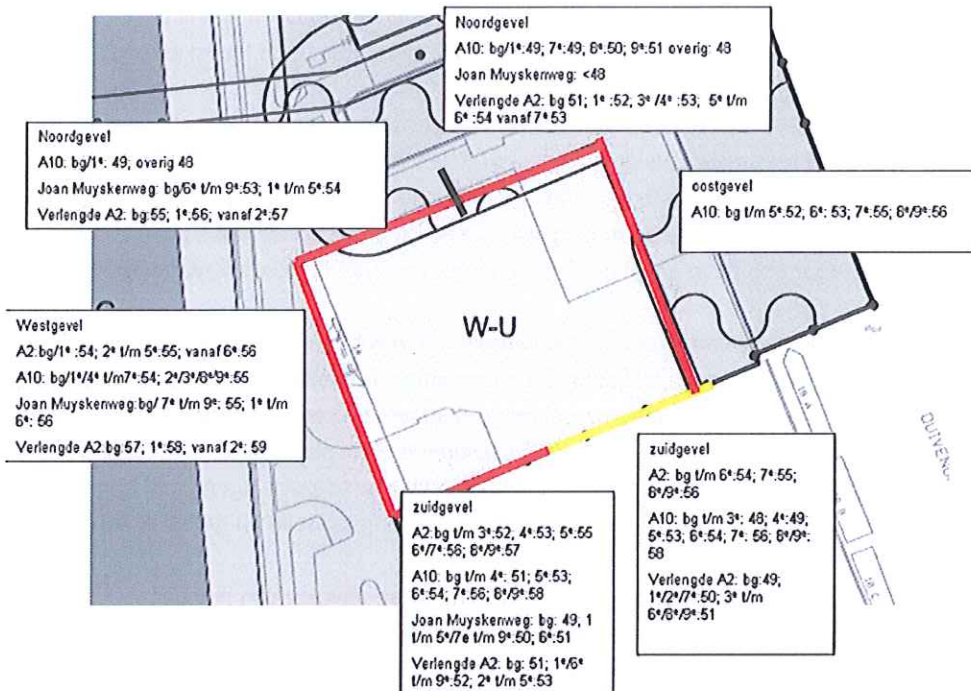 Noordgevel
A10: bg/1e:49; 7e:49; 8e:50; 9e:51 overig: 48
Joan Muyskenweg: <48
Verlengde A2: bg 51; 1e :52, 3e /4e :53; 5e t/m
6e :54 vanaf 7e 53
Noordgevel
A10: bg/1e: 49; overig 48
Joan Muyskenweg: bg/6e t/m 9e:53; 1e t/m 5e:54
Verlengde A2: bg:55; 1e:56; vanaf 2e:57
oostgevel
A10: bg t/m 5e:52, 6e: 53; 7e:55; 8e/9e:56
Westgevel
A2:bg/1e :54; 2e t/m 5e:55; vanaf 6e:56
A10: bg/1e/4e t/m7e:54; 2e/3e/8e/9e:55
Joan Muyskenweg:bg/ 7e t/m 9e: 55; 1e t/m
6e: 56
Verlengde A2:bg:57; 1e:58; vanaf 2e: 59
W-U
zuidgevel
A2:bg t/m 3e:52; 4e:53; 5e:55
6e/7e:56; 8e/9e:57
A10: bg t/m 4e: 51; 5e:53;
6e:54; 7e:56; 8e/9e:58
Joan Muyskenweg: bg: 49, 1
t/m 5e/7e t/m 9e:50; 6e:51
Verlengde A2: bg: 51; 1e/6e
t/m 9e:52; 2e t/m 5e:53
zuidgevel
A2: bg t/m 6e:54; 7e:55;
8e/9e:56
A10: bg t/m 3e: 48; 4e:49;
5e:53; 6e:54; 7e: 56; 8e/9e:
58
Verlengde A2: bg:49;
1e/2e/7e:50; 3e t/m
6e/8e/9e:51
QUIVEND